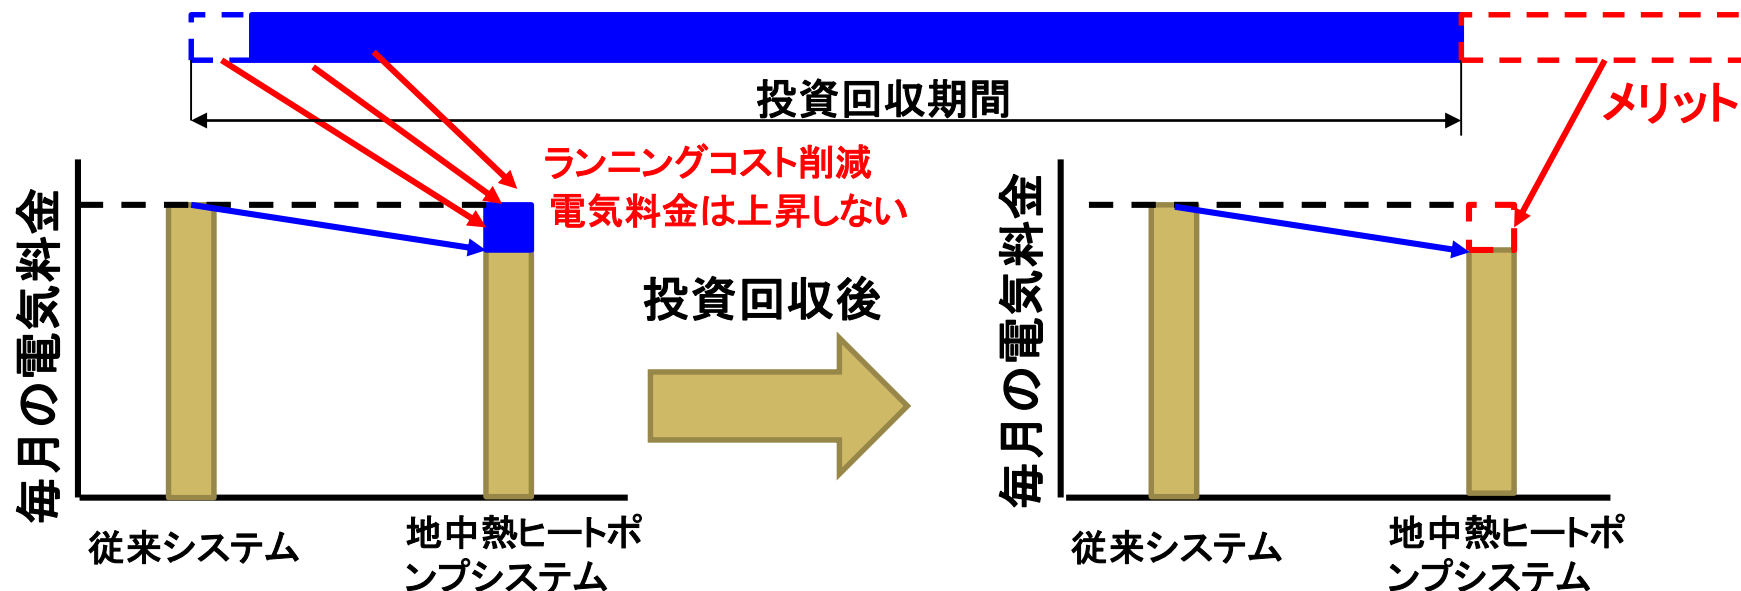 投資回収期間
メリット
ランニングコスト削減
電気料金は上昇しない
毎月の電気料金
投資回収後
毎月の電気料金
従来システム
地中熱ヒートポ
ンプシステム
従来システム
地中熱ヒートポ
ンプシステム